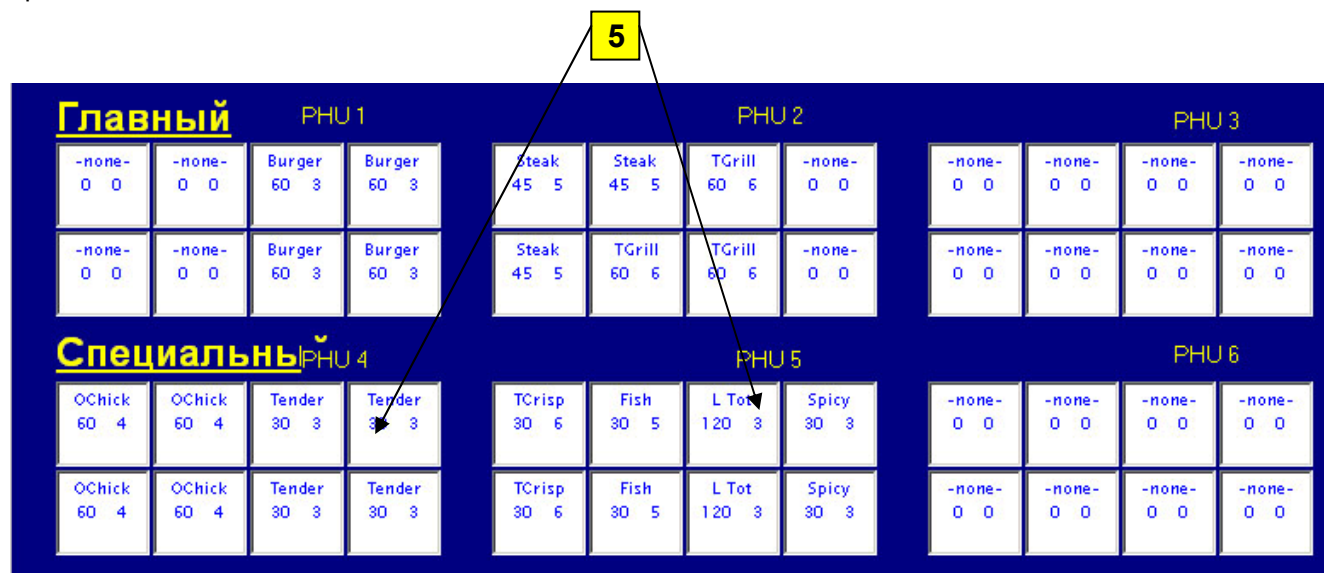 5
Главный PHU 1 PHU 2 PHU 3
-none- -none- Burger Burger Steak Steak TGrill -none- -none- -none- -none- -none-
0 0 0 0 60 3 60 3 45 5 45 5 60 6 0 0 0 0 0 0 0 0 0 0
-none- -none- Burger Burger Steak TGrill TGrill -none- -none- -none- -none- -none-
0 0 0 0 60 3 60 3 45 5 60 6 60 6 0 0 0 0 0 0 0 0 0 0
Специальный PHU 4 PHU 5 PHU 6
OChick OChick Tender Tender TCrisp Fish L Tot Spicy -none- -none- -none- -none-
60 4 60 4 30 3 30 3 30 6 30 5 120 3 30 3 0 0 0 0 0 0 0 0
OChick OChick Tender Tender TCrisp Fish L Tot Spicy -none- -none- -none- -none-
60 4 60 4 30 3 30 3 30 6 30 5 120 3 30 3 0 0 0 0 0 0 0 0